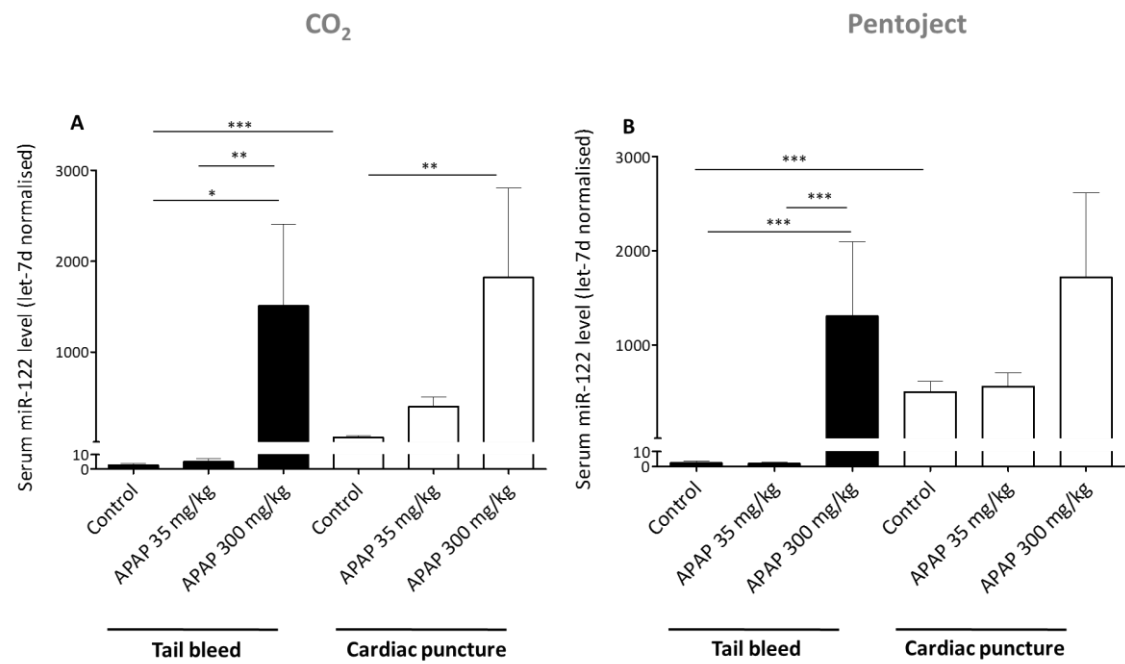 CO2
Pentoject
A
Serum miR-122 level (let-7d normalised)
3000
2000
1000
10
0
***
**
*
**
Control
APAP 35 mg/kg
APAP 300 mg/kg
Control
APAP 35 mg/kg
APAP 300 mg/kg
Tail bleed
Cardiac puncture
B
Serum miR-122 level (let-7d normalised)
3000
2000
1000
10
0
***
***
***
Control
APAP 35 mg/kg
APAP 300 mg/kg
Control
APAP 35 mg/kg
APAP 300 mg/kg
Tail bleed
Cardiac puncture